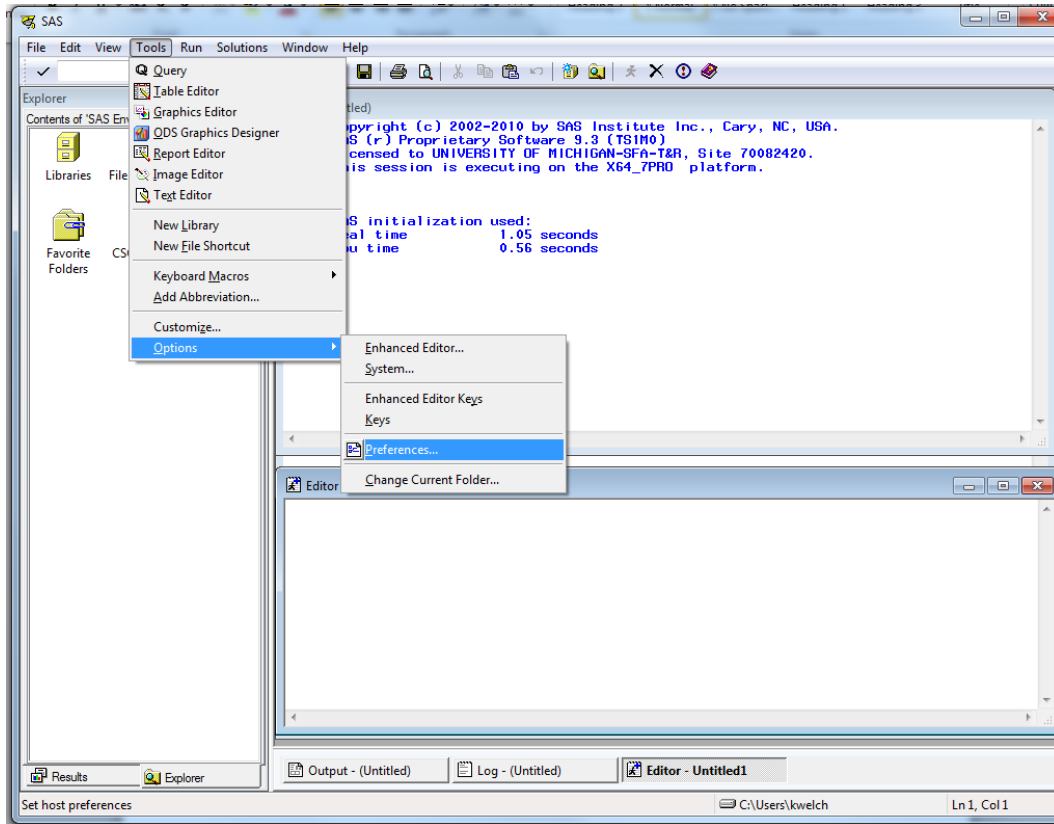 SAS
File Edit View Tools Run Solutions Window Help
Explorer
Contents of 'SAS En
Libraries
File
Favorite
Folders
CS
Query
Table Editor
Graphics Editor
ODS Graphics Designer
Report Editor
Image Editor
Text Editor
New Library
New File Shortcut
Keyboard Macros
Add Abbreviation...
Customize...
Options
Enhanced Editor...
System...
Enhanced Editor Keys
Keys
Preferences...
Change Current Folder...
tled)
pyright (c) 2002-2010 by SAS Institute Inc., Cary, NC, USA.
S (r) Proprietary Software 9.3 (TS1M0)
censed to UNIVERSITY OF MICHIGAN-SFA-T&R, Site 70082420.
is session is executing on the X64_7PRO platform.
S initialization used:
al time 1.05 seconds
u time 0.56 seconds
Editor
Results
Explorer
Output - (Untitled)
Log - (Untitled)
Editor - Untitled1
Set host preferences
C:\Users\kwelch
Ln 1, Col 1